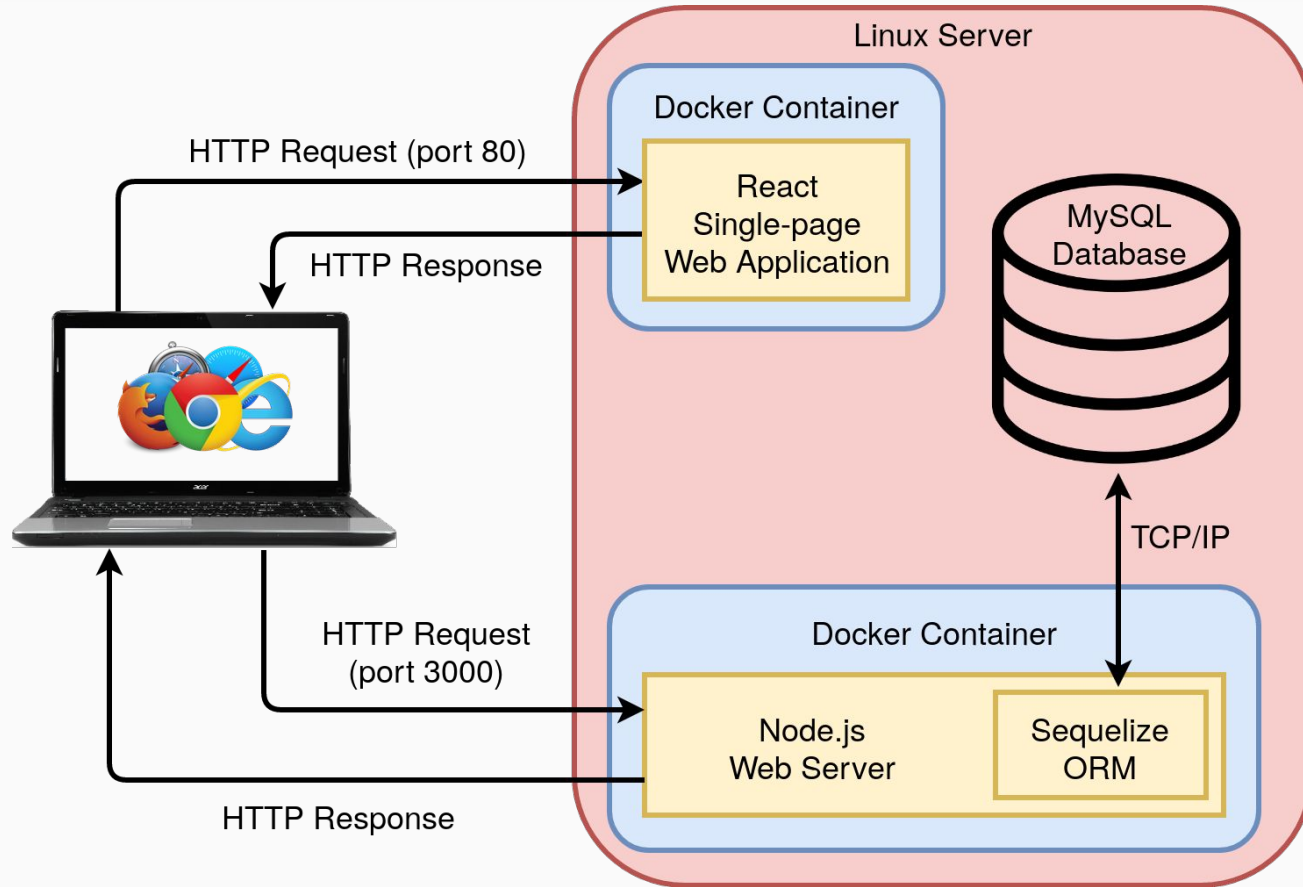 Linux Server
Docker Container
HTTP Request (port 80)
React
Single-page
Web Application
HTTP Response
MySQL
Database
acer
TCP/IP
HTTP Request
(port 3000)
Docker Container
Node.js
Web Server
Sequelize
ORM
HTTP Response